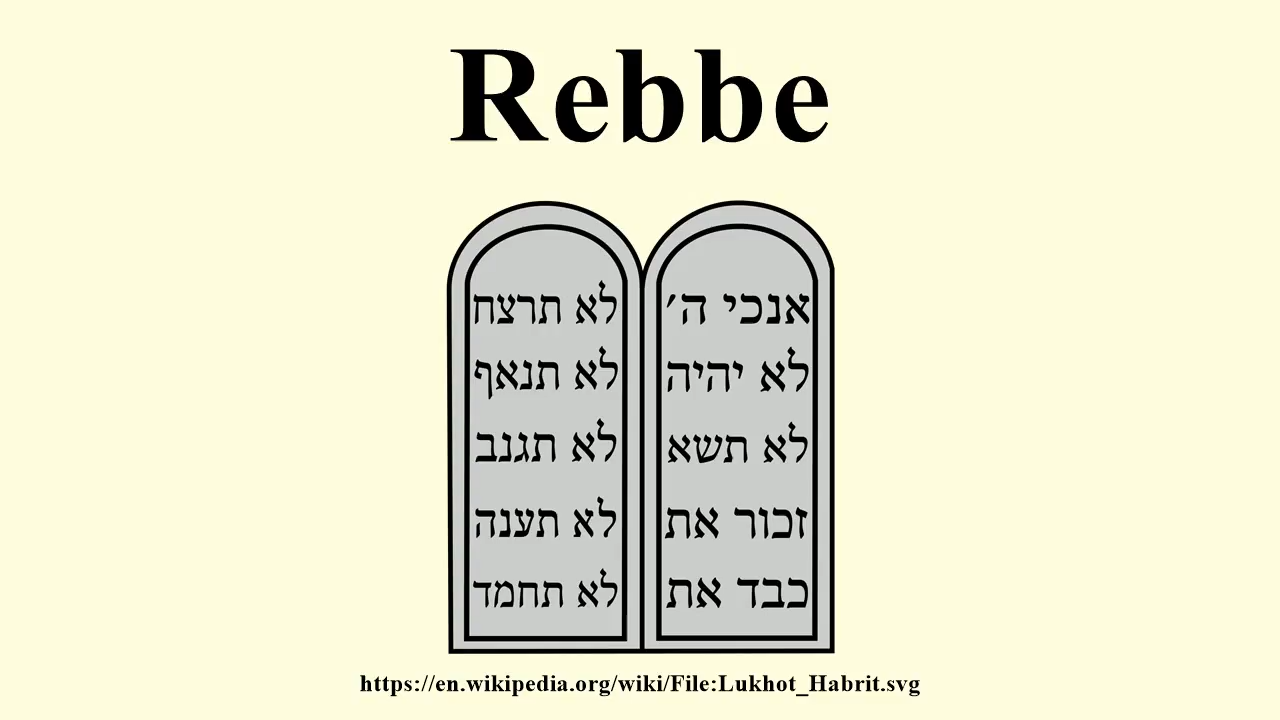 Rebbe
אנכי ה׳
לא יהיה
לא תשא
זכור את
כבד את
לא תרצח
לא תנאף
לא תגנב
לא תענה
לא תחמד
https://en.wikipedia.org/wiki/File:Lukhot_Habrit.svg